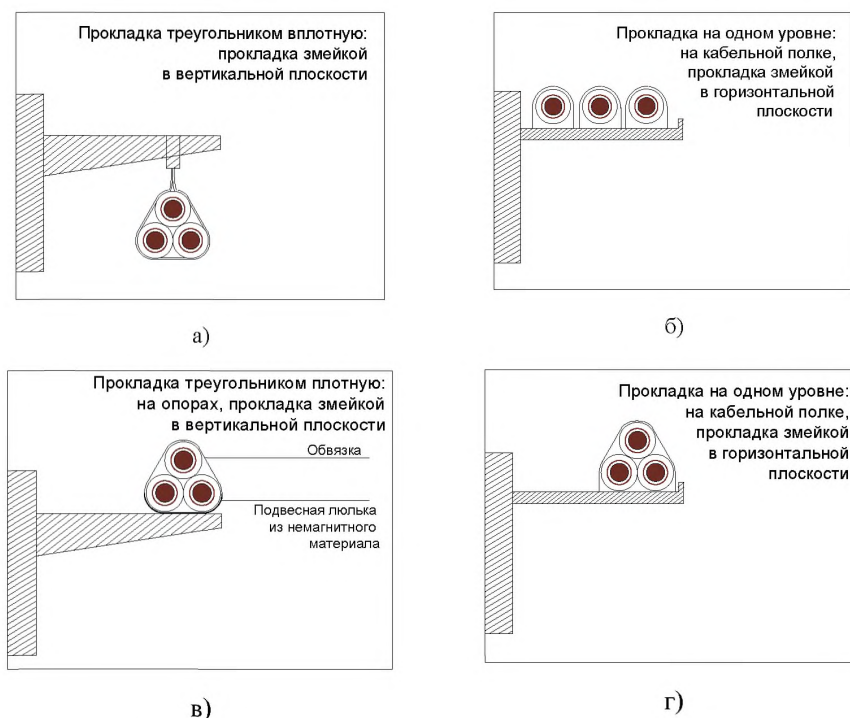 Прокладка треугольником вплотную:
прокладка змейкой
в вертикальной плоскости
а)
Прокладка на одном уровне:
на кабельной полке,
прокладка змейкой
в горизонтальной
плоскости
б)
Прокладка треугольником плотную:
на опорах, прокладка змейкой
в вертикальной плоскости
Обвязка
Подвесная люлька
из немагнитного
материала
в)
Прокладка на одном уровне:
на кабельной полке,
прокладка змейкой
в горизонтальной
плоскости
г)